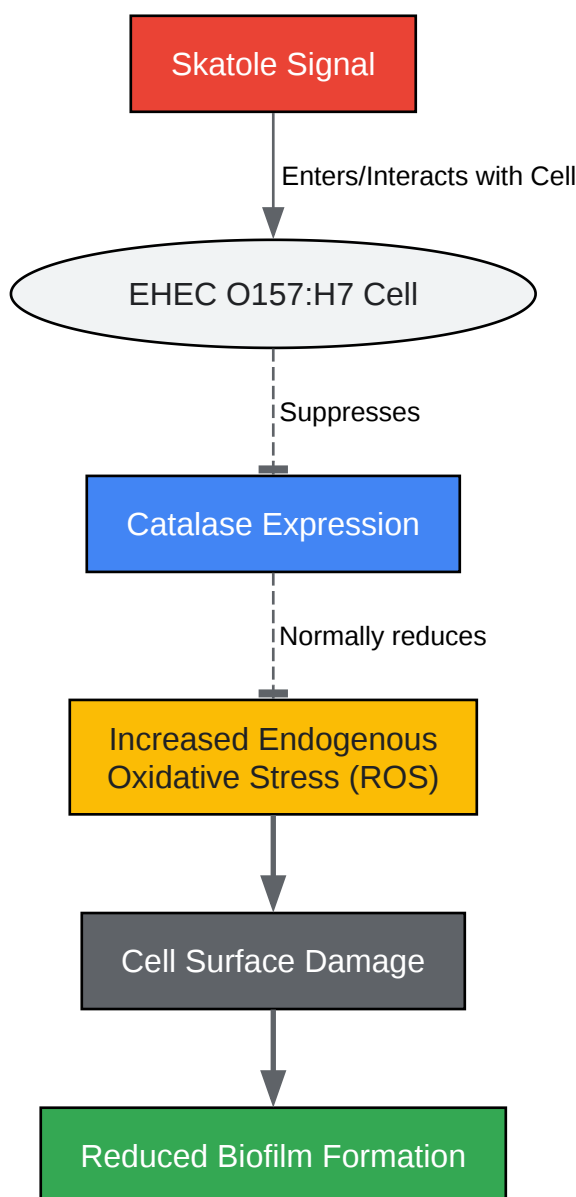 Skatole Signal
Enters/Interacts with Cell
EHEC O157:H7 Cell
Suppresses
Catalase Expression
Normally reduces
Increased Endogenous
Oxidative Stress (ROS)
Cell Surface Damage
Reduced Biofilm Formation